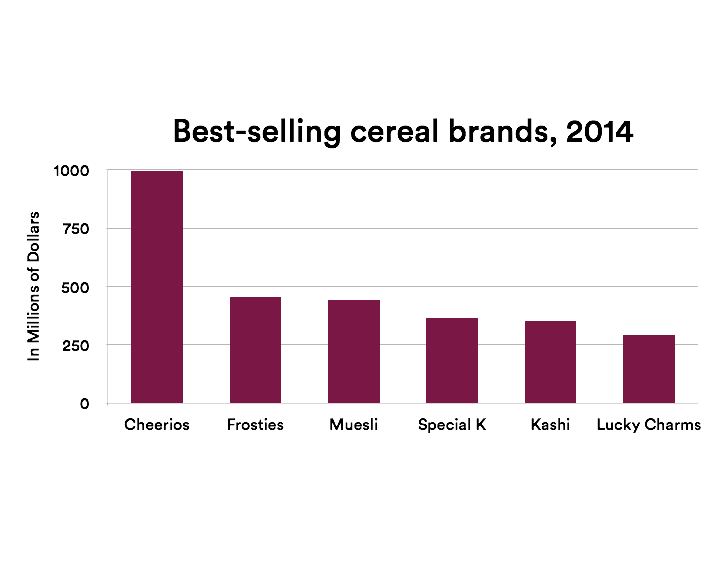 Best-selling cereal brands, 2014
In Millions of Dollars
1000
750
500
250
0
Cheerios Frosties Muesli Special K Kashi Lucky Charms